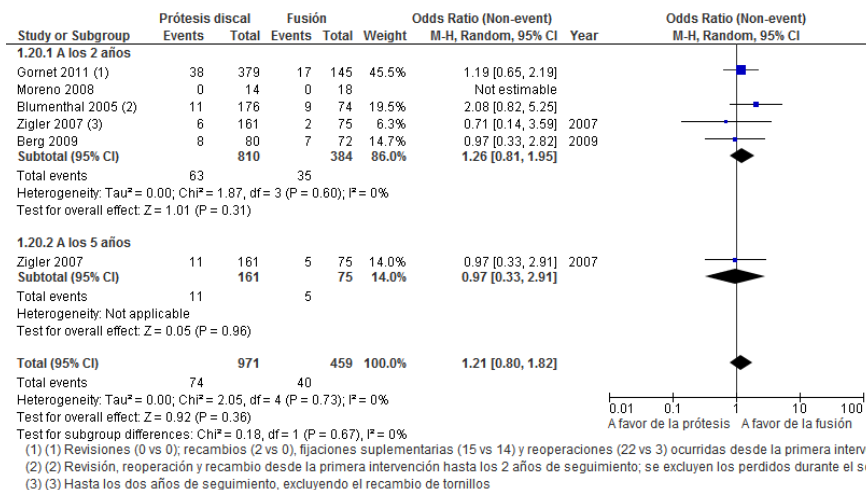 Prótesis discal Fusión Odds Ratio (Non-event) Odds Ratio (Non-event)
Study or Subgroup Events Total Events Total Weight M-H, Random, 95% CI Year M-H, Random, 95% CI
1.20.1 A los 2 años
Gornet 2011 (1) 38 379 17 145 45.5% 1.19 [0.65, 2.19]
Moreno 2008 0 14 0 18 Not estimable
Blumenthal 2005 (2) 11 176 9 74 19.5% 2.08 [0.82, 5.25]
Zigler 2007 (3) 6 161 2 75 6.3% 0.71 [0.14, 3.59] 2007
Berg 2009 8 80 7 72 14.7% 0.97 [0.33, 2.82] 2009
Subtotal (95% CI) 810 384 86.0% 1.26 [0.81, 1.95]
Total events 63 35
Heterogeneity: Tau² = 0.00; Chi² = 1.87, df = 3 (P = 0.60); I² = 0%
Test for overall effect: Z = 1.01 (P = 0.31)
1.20.2 A los 5 años
Zigler 2007 11 161 5 75 14.0% 0.97 [0.33, 2.91] 2007
Subtotal (95% CI) 161 75 14.0% 0.97 [0.33, 2.91]
Total events 11 5
Heterogeneity: Not applicable
Test for overall effect: Z = 0.05 (P = 0.96)
Total (95% CI) 971 459 100.0% 1.21 [0.80, 1.82]
Total events 74 40
Heterogeneity: Tau² = 0.00; Chi² = 2.05, df = 4 (P = 0.73); I² = 0%
Test for overall effect: Z = 0.92 (P = 0.36)
Test for subgroup differences: Chi² = 0.18, df = 1 (P = 0.67), I² = 0%
0.01 0.1 1 10 100
A favor de la prótesis A favor de la fusión
(1) (1) Revisiones (0 vs 0); recambios (2 vs 0), fijaciones suplementarias (15 vs 14) y reoperaciones (22 vs 3) ocurridas desde la primera interv
(2) (2) Revisión, reoperación y recambio desde la primera intervención hasta los 2 años de seguimiento; se excluyen los perdidos durante el s
(3) (3) Hasta los dos años de seguimiento, excluyendo el recambio de tornillos